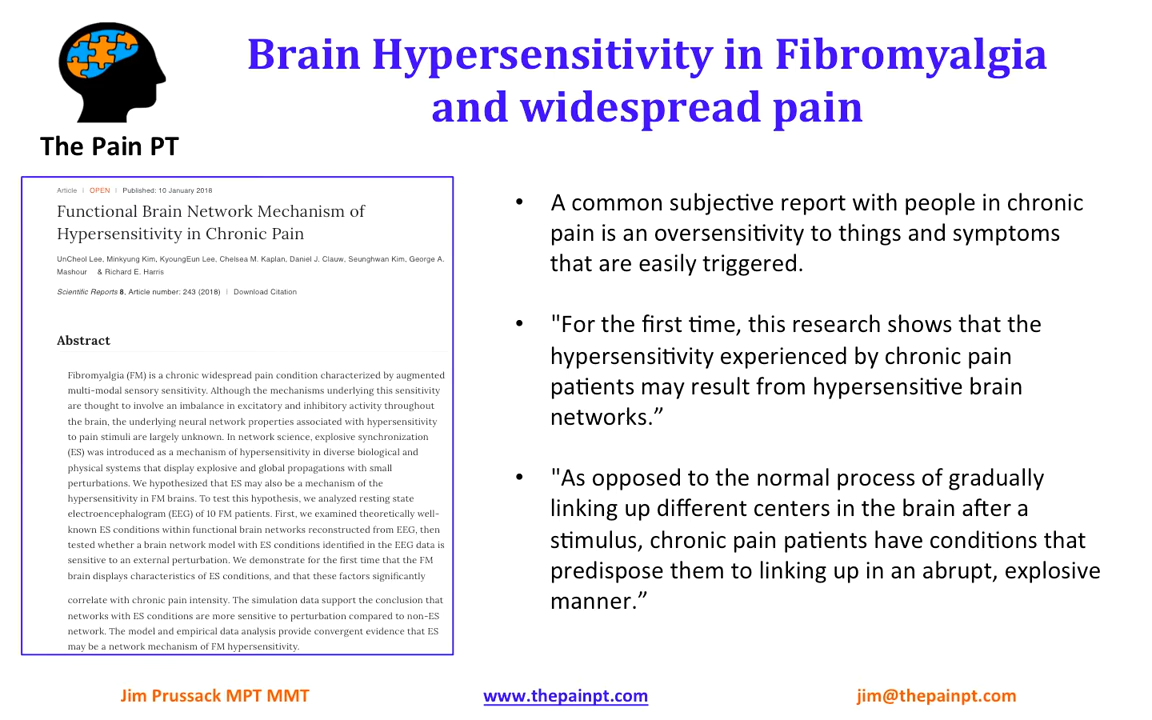 Brain Hypersensitivity in Fibromyalgia
and widespread pain
The Pain PT
Article | OPEN | Published: 10 January 2018
Functional Brain Network Mechanism of
Hypersensitivity in Chronic Pain
UnCheol Lee, Minkyung Kim, KyoungEun Lee, Chelsea M. Kaplan, Daniel J. Clauw, Seunghwan Kim, George A.
Mashour & Richard E. Harris
Scientific Reports 8, Article number: 243 (2018) | Download Citation
Abstract
Fibromyalgia (FM) is a chronic widespread pain condition characterized by augmented
multi-modal sensory sensitivity. Although the mechanisms underlying this sensitivity
are thought to involve an imbalance in excitatory and inhibitory activity throughout
the brain, the underlying neural network properties associated with hypersensitivity
to pain stimuli are largely unknown. In network science, explosive synchronization
(ES) was introduced as a mechanism of hypersensitivity in diverse biological and
physical systems that display explosive and global propagations with small
perturbations. We hypothesized that ES may also be a mechanism of the
hypersensitivity in FM brains. To test this hypothesis, we analyzed resting state
electroencephalogram (EEG) of 10 FM patients. First, we examined theoretically well-
known ES conditions within functional brain networks reconstructed from EEG, then
tested whether a brain network model with ES conditions identified in the EEG data is
sensitive to an external perturbation. We demonstrate for the first time that the FM
brain displays characteristics of ES conditions, and that these factors significantly
correlate with chronic pain intensity. The simulation data support the conclusion that
networks with ES conditions are more sensitive to perturbation compared to non-ES
network. The model and empirical data analysis provide convergent evidence that ES
may be a network mechanism of FM hypersensitivity.
• A common subjective report with people in chronic
pain is an oversensitivity to things and symptoms
that are easily triggered.
• "For the first time, this research shows that the
hypersensitivity experienced by chronic pain
patients may result from hypersensitive brain
networks.”
• "As opposed to the normal process of gradually
linking up different centers in the brain after a
stimulus, chronic pain patients have conditions that
predispose them to linking up in an abrupt, explosive
manner.”
Jim Prussack MPT MMT
www.thepainpt.com
jim@thepainpt.com